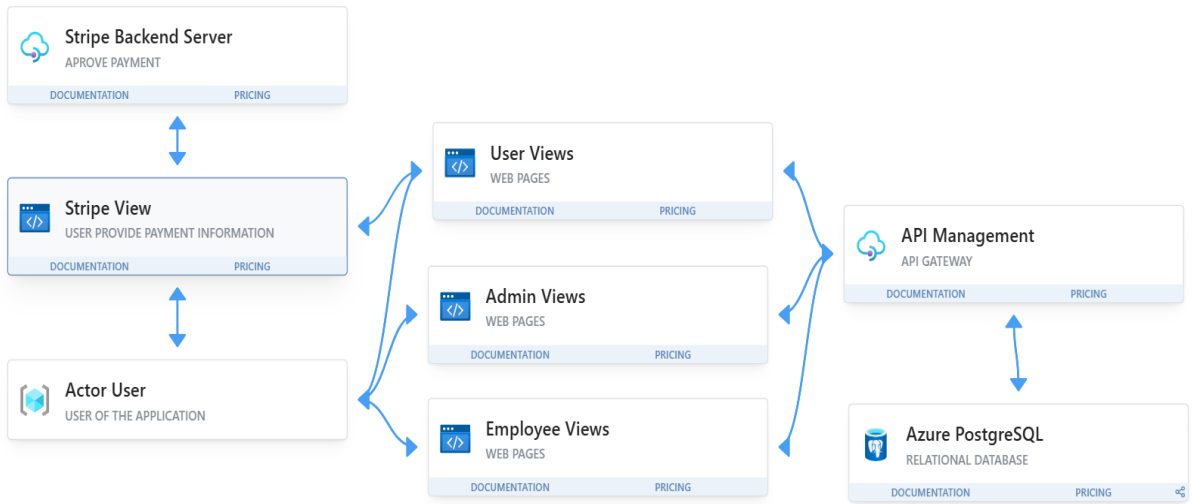 Stripe Backend Server
APROVE PAYMENT
DOCUMENTATION PRICING
Stripe View
USER PROVIDE PAYMENT INFORMATION
DOCUMENTATION PRICING
Actor User
USER OF THE APPLICATION
User Views
WEB PAGES
DOCUMENTATION PRICING
Admin Views
WEB PAGES
DOCUMENTATION PRICING
Employee Views
WEB PAGES
DOCUMENTATION PRICING
API Management
API GATEWAY
DOCUMENTATION PRICING
Azure PostgreSQL
RELATIONAL DATABASE
DOCUMENTATION PRICING